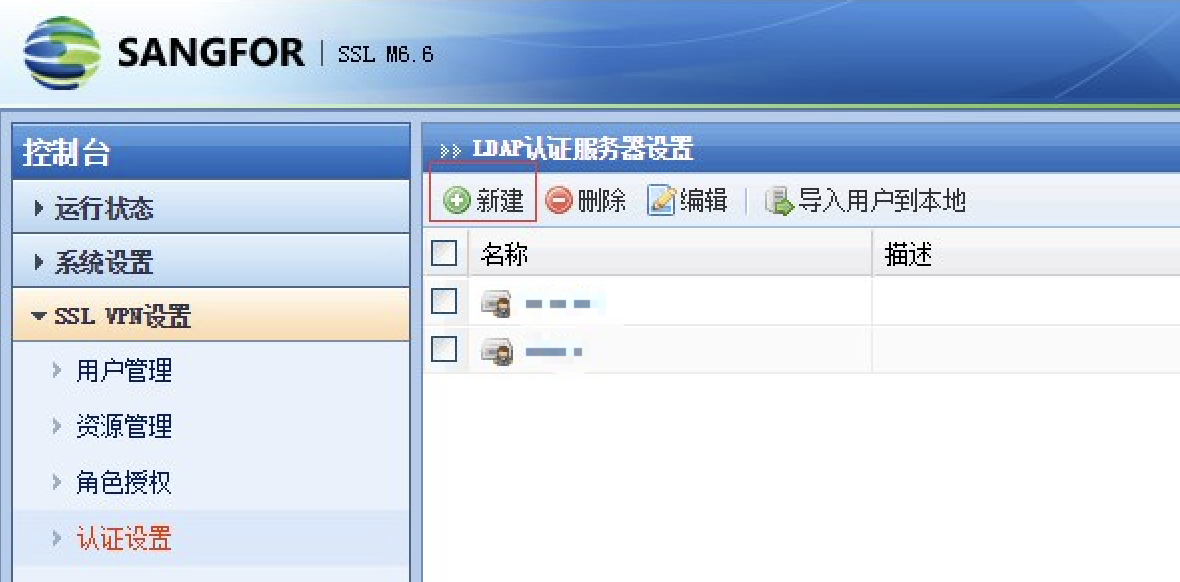 SANGFOR | SSL M6.6
控制台
运行状态
系统设置
SSL VPN设置
用户管理
资源管理
角色授权
认证设置
LDAP认证服务器设置
新建 删除 编辑 导入用户到本地
名称 描述